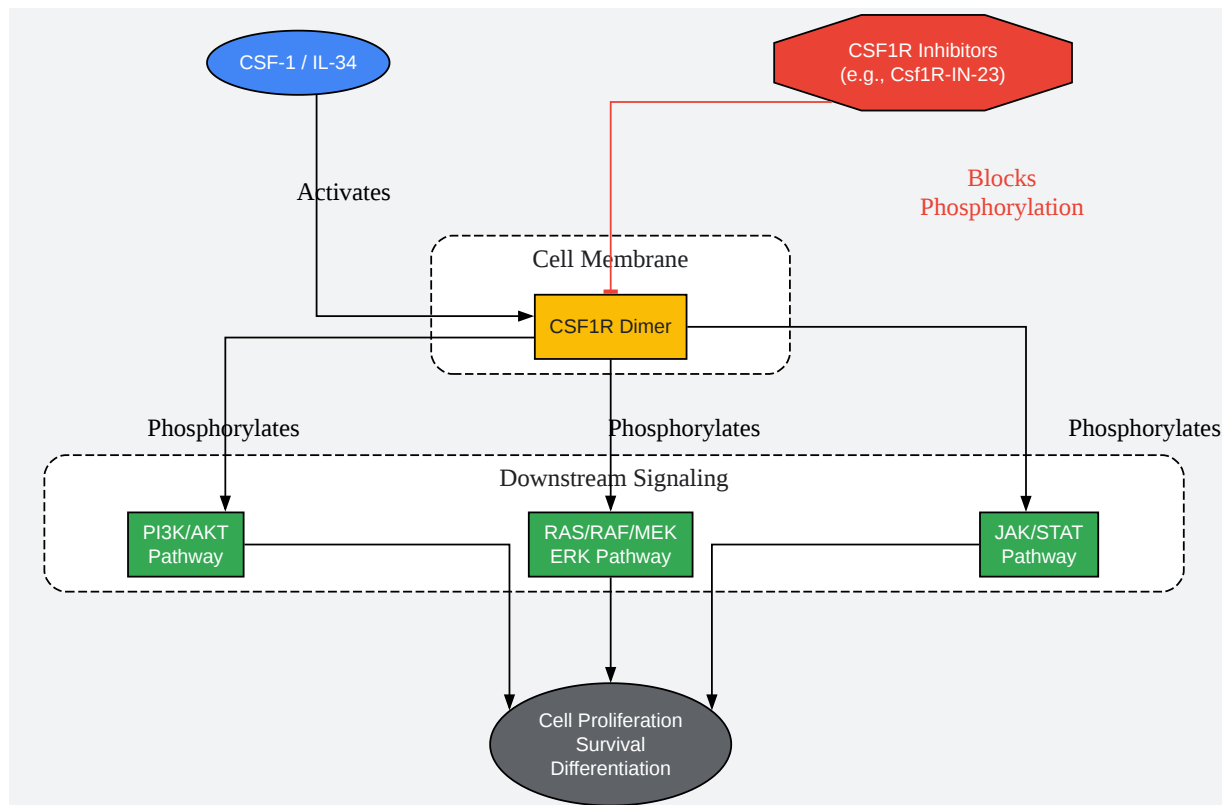 CSF-1 / IL-34
CSF1R Inhibitors
(e.g., Csf1R-IN-23)
Activates
Blocks
Phosphorylation
Cell Membrane
CSF1R Dimer
Phosphorylates
Phosphorylates
Phosphorylates
Downstream Signaling
PI3K/AKT
Pathway
RAS/RAF/MEK
ERK Pathway
JAK/STAT
Pathway
Cell Proliferation
Survival
Differentiation